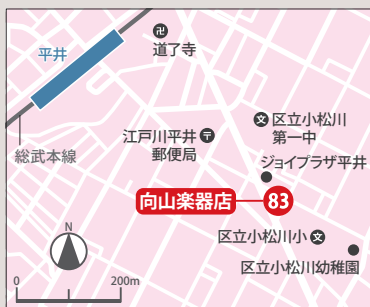 平井
道了寺
総武本線
江戸川平井
郵便局
区立小松川
第一中
ジョイプラザ平井
向山楽器店
83
区立小松川小
区立小松川幼稚園
N
0
200m